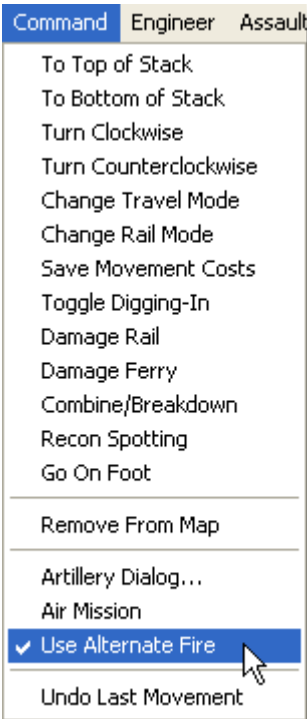 Command Engineer Assault
To Top of Stack
To Bottom of Stack
Turn Clockwise
Turn Counterclockwise
Change Travel Mode
Change Rail Mode
Save Movement Costs
Toggle Digging-In
Damage Rail
Damage Ferry
Combine/Breakdown
Recon Spotting
Go On Foot
Remove From Map
Artillery Dialog...
Air Mission
Use Alternate Fire
Undo Last Movement